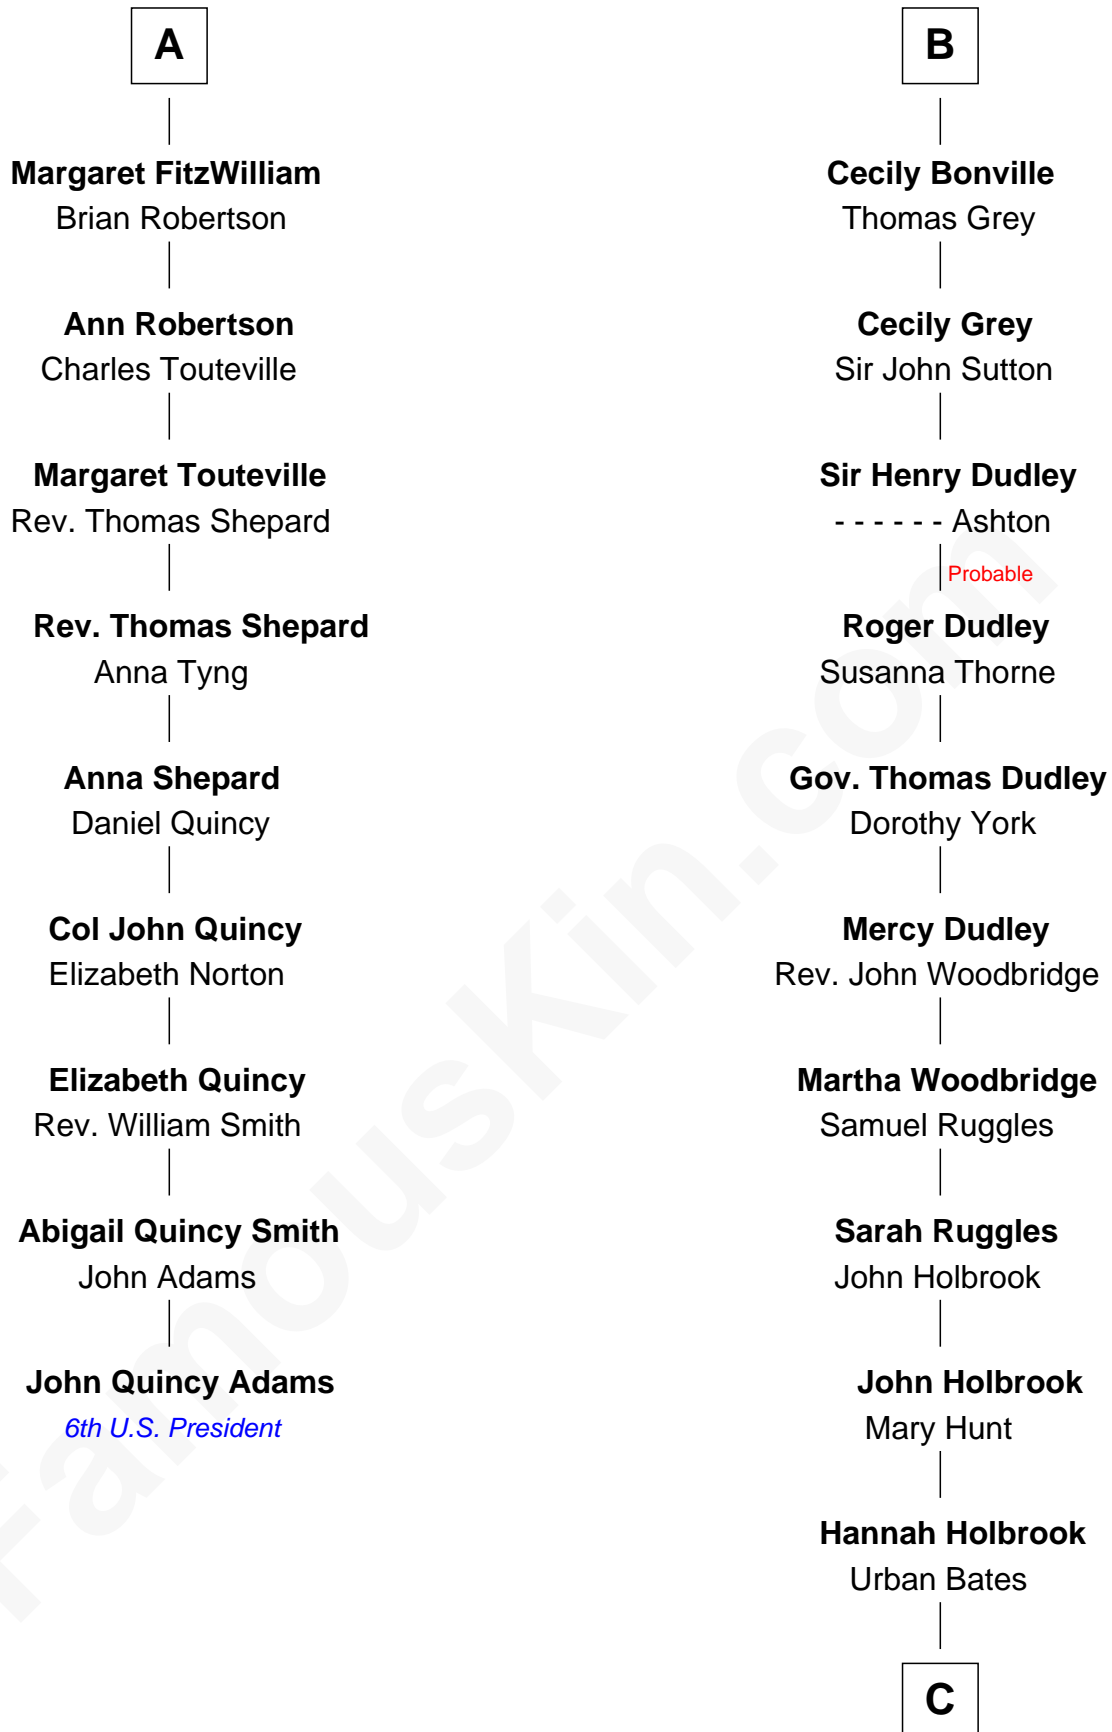 A
Margaret FitzWilliam
Brian Robertson
Ann Robertson
Charles Touteville
Margaret Touteville
Rev. Thomas Shepard
Rev. Thomas Shepard
Anna Tyng
Anna Shepard
Daniel Quincy
Col John Quincy
Elizabeth Norton
Elizabeth Quincy
Rev. William Smith
Abigail Quincy Smith
John Adams
John Quincy Adams
6th U.S. President
B
Cecily Bonville
Thomas Grey
Cecily Grey
Sir John Sutton
Sir Henry Dudley
- - - - - - Ashton
Probable
Roger Dudley
Susanna Thorne
Gov. Thomas Dudley
Dorothy York
Mercy Dudley
Rev. John Woodbridge
Martha Woodbridge
Samuel Ruggles
Sarah Ruggles
John Holbrook
John Holbrook
Mary Hunt
Hannah Holbrook
Urban Bates
C
FamousKin.com